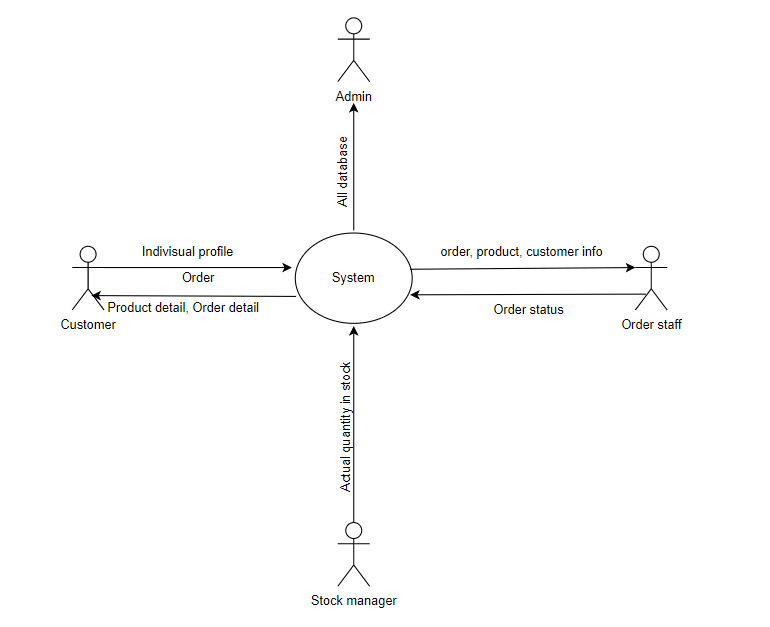 Admin
All database
Indivisual profile
order, product, customer info
Order
System
Product detail, Order detail
Order status
Customer
Order staff
Actual quantity in stock
Stock manager